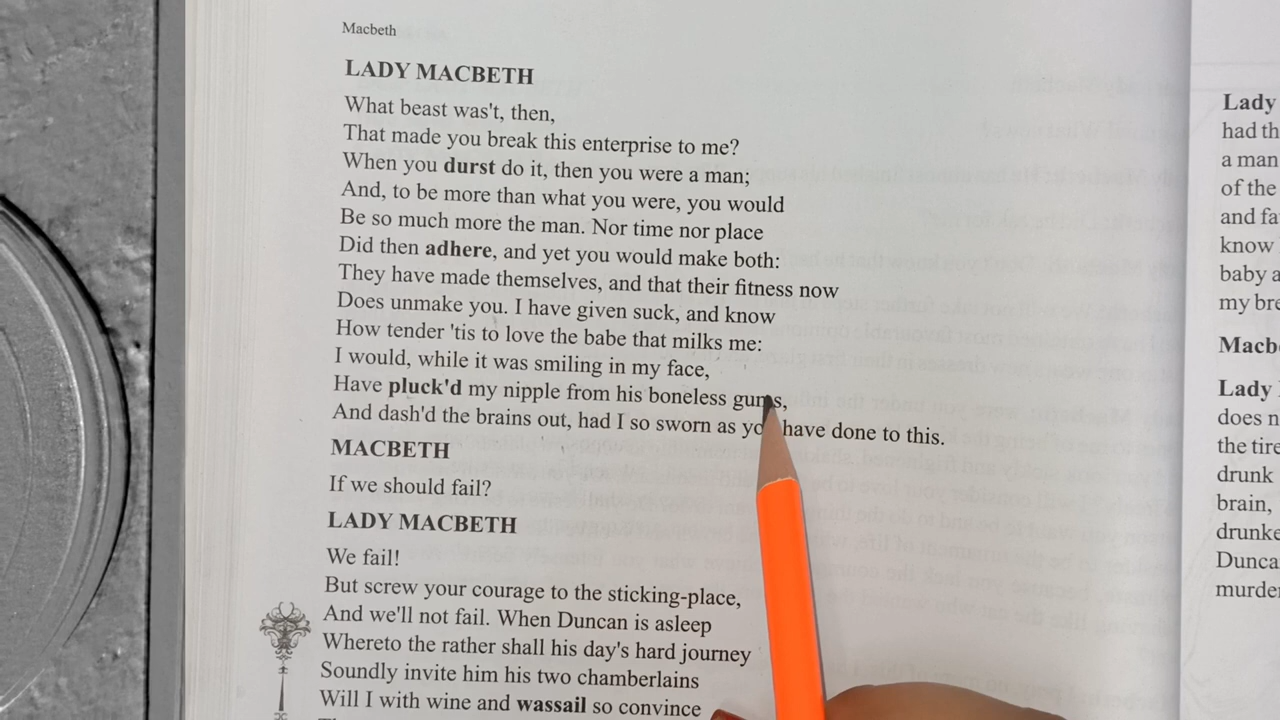 Macbeth
LADY MACBETH
What beast was't, then,
That made you break this enterprise to me?
When you durst do it, then you were a man;
And, to be more than what you were, you would
Be so much more the man. Nor time nor place
Did then adhere, and yet you would make both:
They have made themselves, and that their fitness now
Does unmake you. I have given suck, and know
How tender 'tis to love the babe that milks me:
I would, while it was smiling in my face,
Have pluck'd my nipple from his boneless gums,
And dash'd the brains out, had I so sworn as you have done to this.
MACBETH
If we should fail?
LADY MACBETH
We fail!
But screw your courage to the sticking-place,
And we'll not fail. When Duncan is asleep
Whereto the rather shall his day's hard journey
Soundly invite him his two chamberlains
Will I with wine and wassail so convince
Lady
had th
a man
of the
and fa
know
baby a
my bre
Macb
Lady
does n
the tire
drunk
brain,
drunke
Dunca
murder